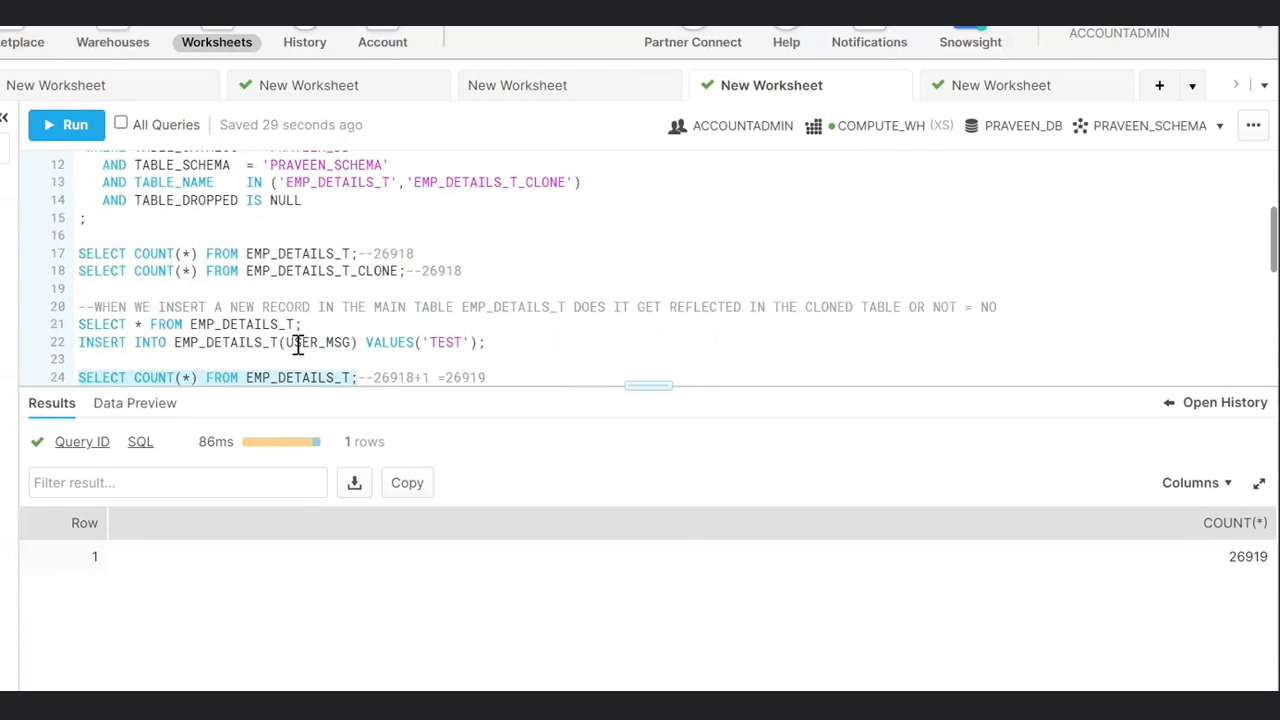 etplace Warehouses Worksheets History Account Partner Connect Help Notifications Snowsight ACCOUNTADMIN
New Worksheet New Worksheet New Worksheet New Worksheet New Worksheet +
Run All Queries Saved 29 seconds ago ACCOUNTADMIN COMPUTE_WH (XS) PRAVEEN_DB PRAVEEN_SCHEMA
12 AND TABLE_SCHEMA = 'PRAVEEN_SCHEMA'
13 AND TABLE_NAME IN ('EMP_DETAILS_T','EMP_DETAILS_T_CLONE')
14 AND TABLE_DROPPED IS NULL
15 ;
16
17 SELECT COUNT(*) FROM EMP_DETAILS_T;--26918
18 SELECT COUNT(*) FROM EMP_DETAILS_T_CLONE;--26918
19
20 --WHEN WE INSERT A NEW RECORD IN THE MAIN TABLE EMP_DETAILS_T DOES IT GET REFLECTED IN THE CLONED TABLE OR NOT = NO
21 SELECT * FROM EMP_DETAILS_T;
22 INSERT INTO EMP_DETAILS_T(USER_MSG) VALUES('TEST');
23
24 SELECT COUNT(*) FROM EMP_DETAILS_T;--26918+1 =26919
Results Data Preview Open History
Query ID SQL 86ms 1 rows
Filter result... Copy Columns
Row COUNT(*)
1 26919